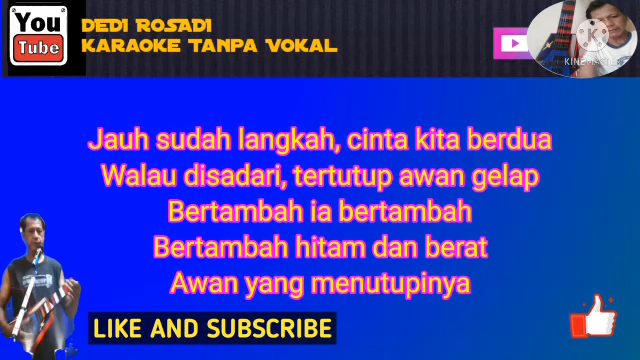 You
Tube
DEDI ROSADI
KARAOKE TANPA VOKAL
Jauh sudah langkah, cinta kita berdua
Walau disadari, tertutup awan gelap
Bertambah ia bertambah
Bertambah hitam dan berat
Awan yang menutupinya
LIKE AND SUBSCRIBE